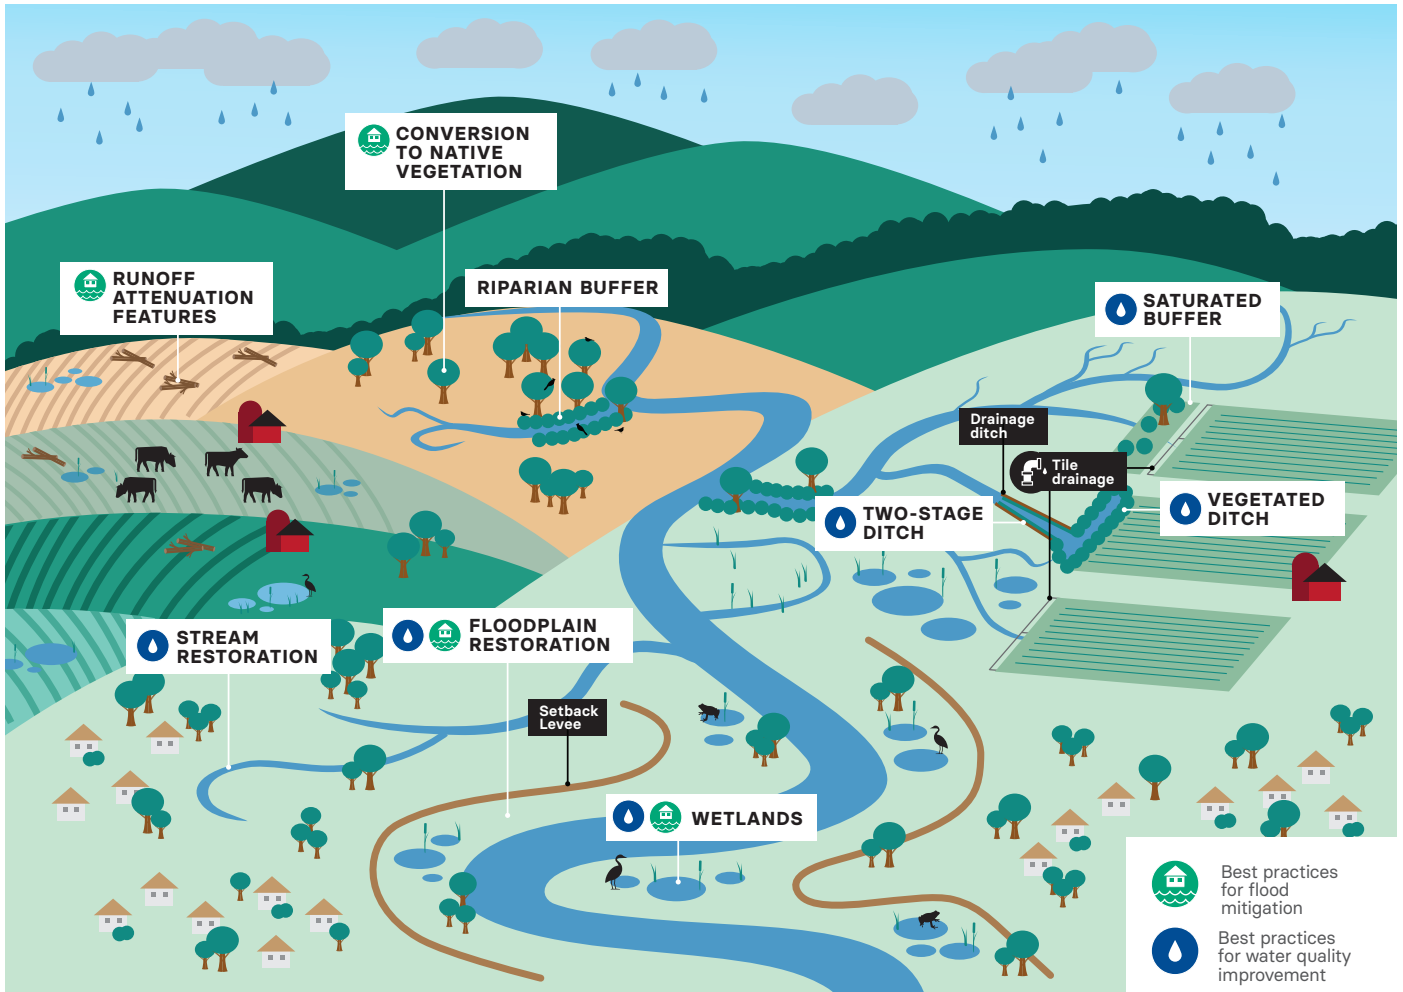 CONVERSION
TO NATIVE
VEGETATION
RUNOFF
ATTENUATION
FEATURES
RIPARIAN BUFFER
SATURATED
BUFFER
Drainage
ditch
Tile
drainage
TWO-STAGE
DITCH
VEGETATED
DITCH
STREAM
RESTORATION
FLOODPLAIN
RESTORATION
Setback
Levee
WETLANDS
Best practices
for flood
mitigation
Best practices
for water quality
improvement